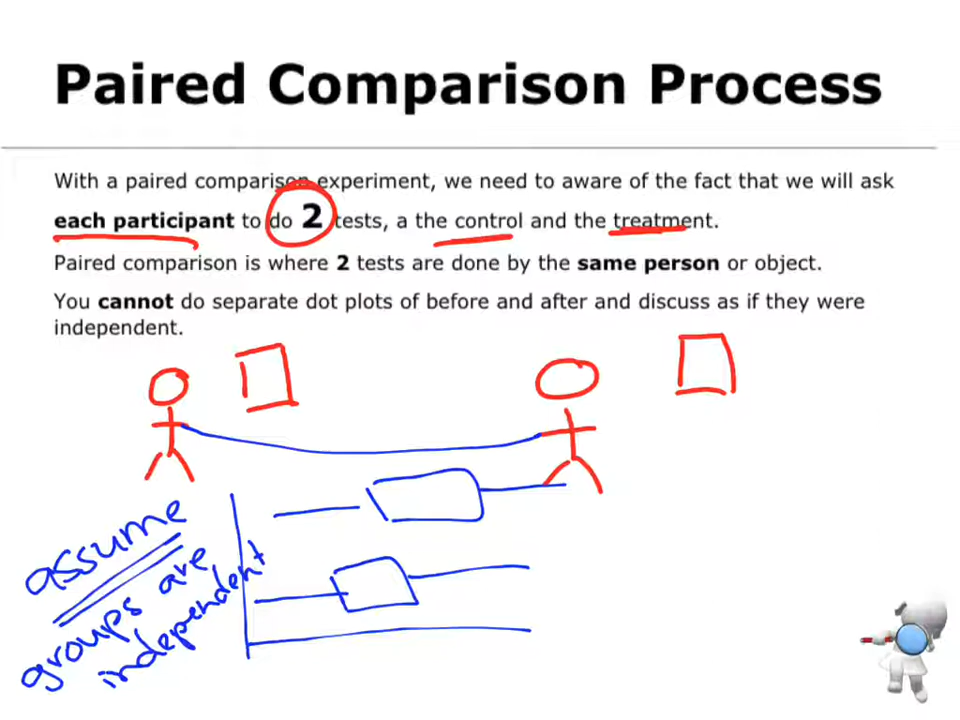 Paired Comparison Process
With a paired comparison experiment, we need to aware of the fact that we will ask
each participant to do 2 tests, a the control and the treatment.
Paired comparison is where 2 tests are done by the same person or object.
You cannot do separate dot plots of before and after and discuss as if they were
independent.
assume
groups are
independent